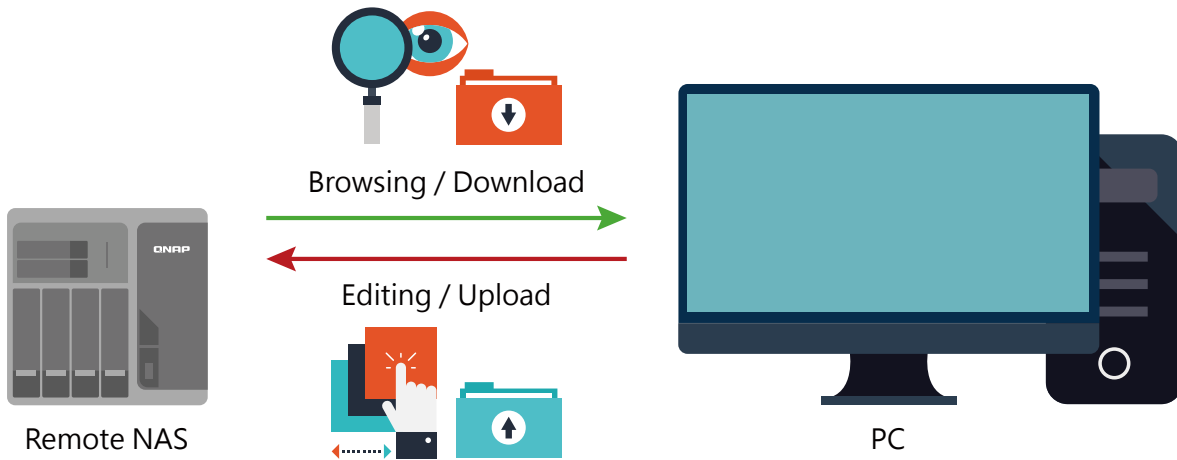 Browsing / Download
QNAP
Editing / Upload
Remote NAS
PC